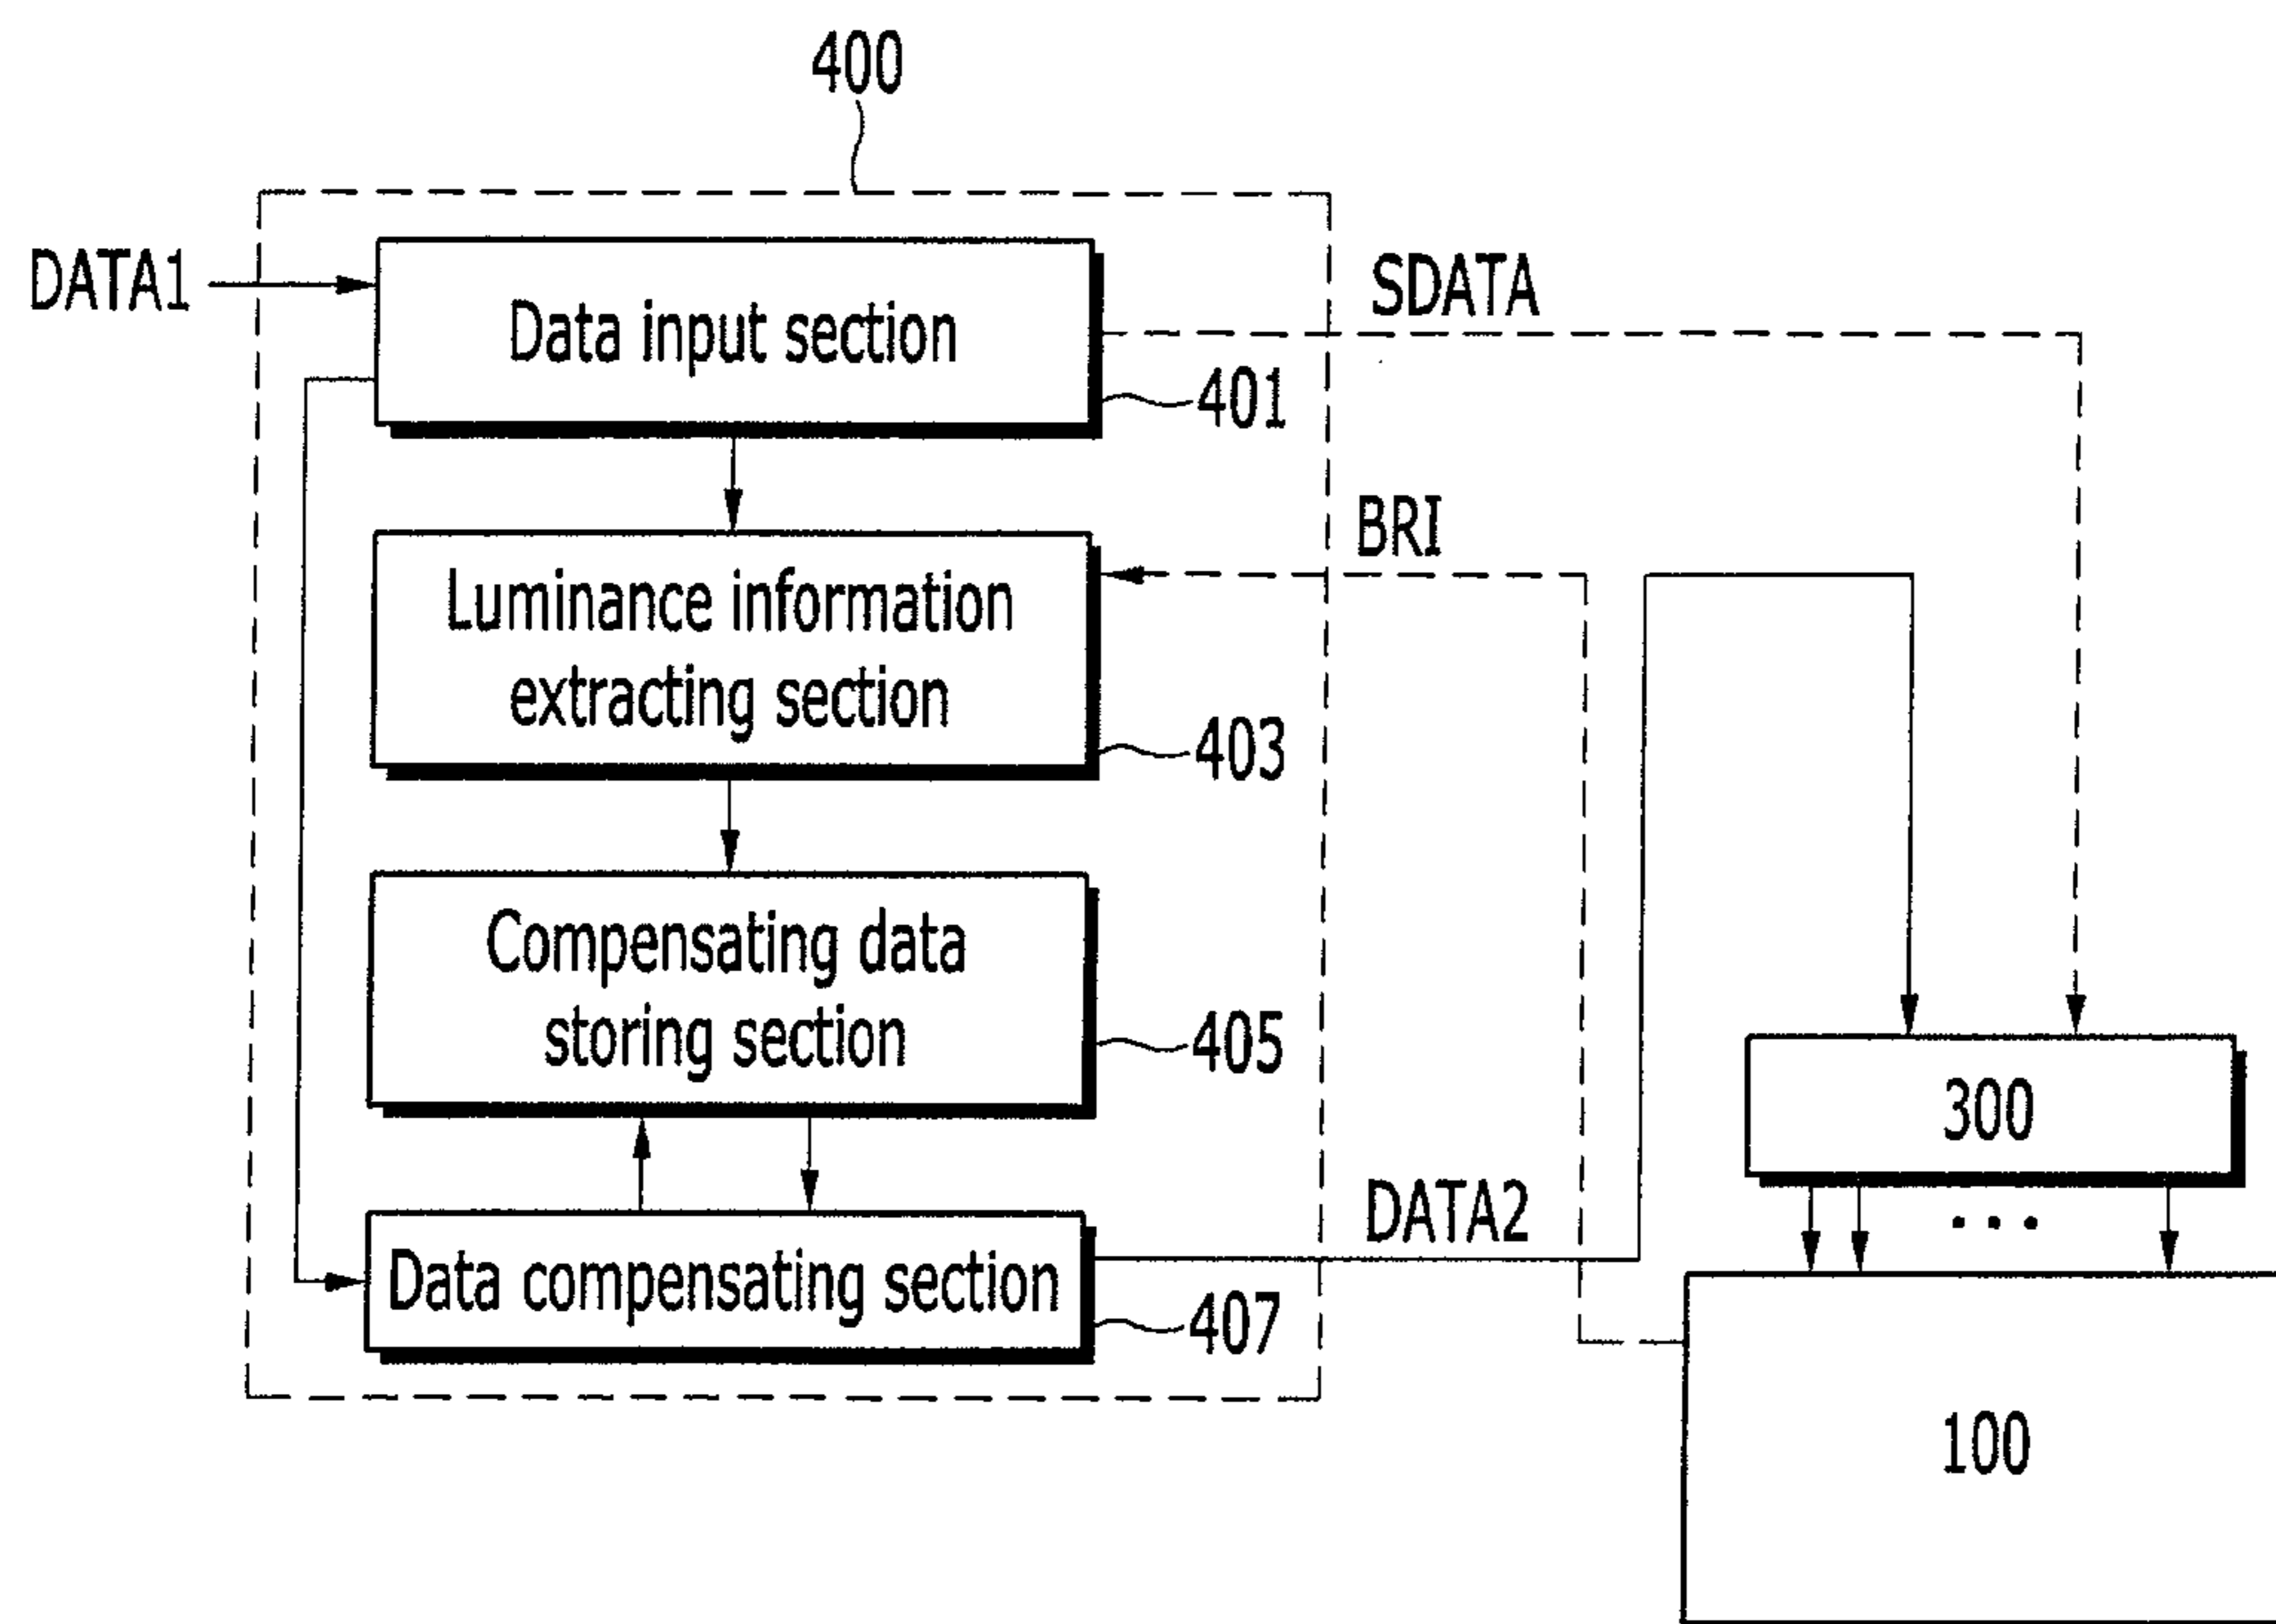 400
DATA1
Data input section
SDATA
401
BRI
Luminance information
extracting section
403
Compensating data
storing section
405
300
DATA2
Data compensating section
407
100